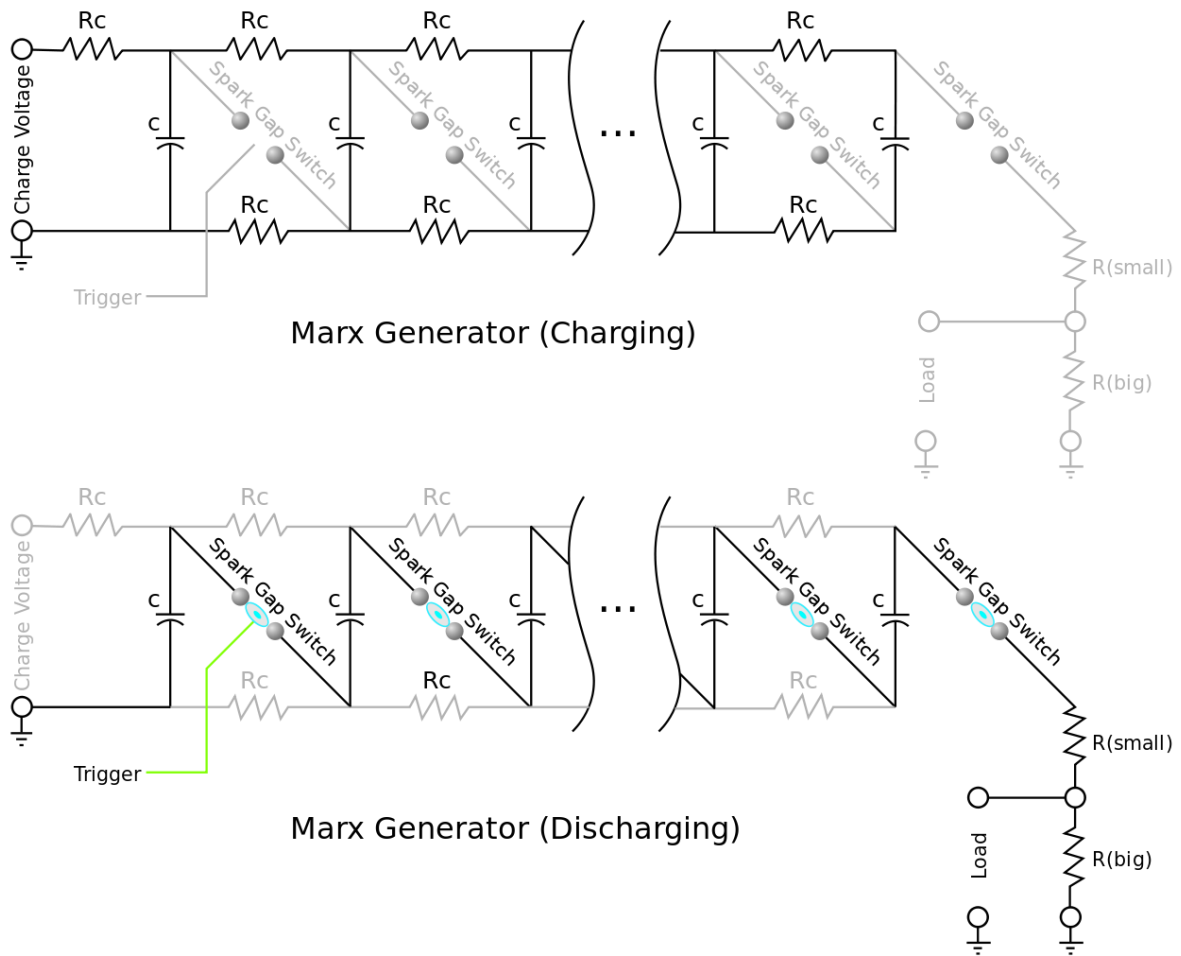 Rc Rc Rc Rc
Charge Voltage
Spark Gap Switch Spark Gap Switch Spark Gap Switch Spark Gap Switch
c c c ... c c
Rc Rc Rc
Trigger
R(small)
Load
R(big)
Marx Generator (Charging)
Rc Rc Rc Rc
Charge Voltage
Spark Gap Switch Spark Gap Switch Spark Gap Switch Spark Gap Switch
c c c ... c c
Rc Rc Rc
Trigger
R(small)
Load
R(big)
Marx Generator (Discharging)